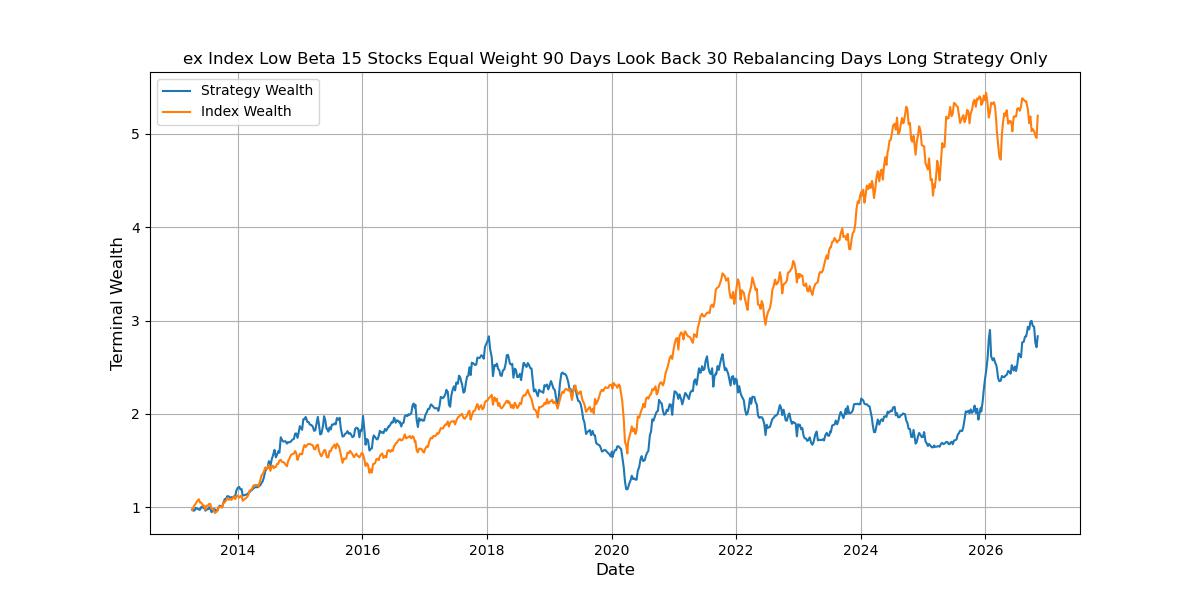 ex Index Low Beta 15 Stocks Equal Weight 90 Days Look Back 30 Rebalancing Days Long Strategy Only
Strategy Wealth
Index Wealth
Terminal Wealth
5
4
3
2
1
2014 2016 2018 2020 2022 2024 2026
Date